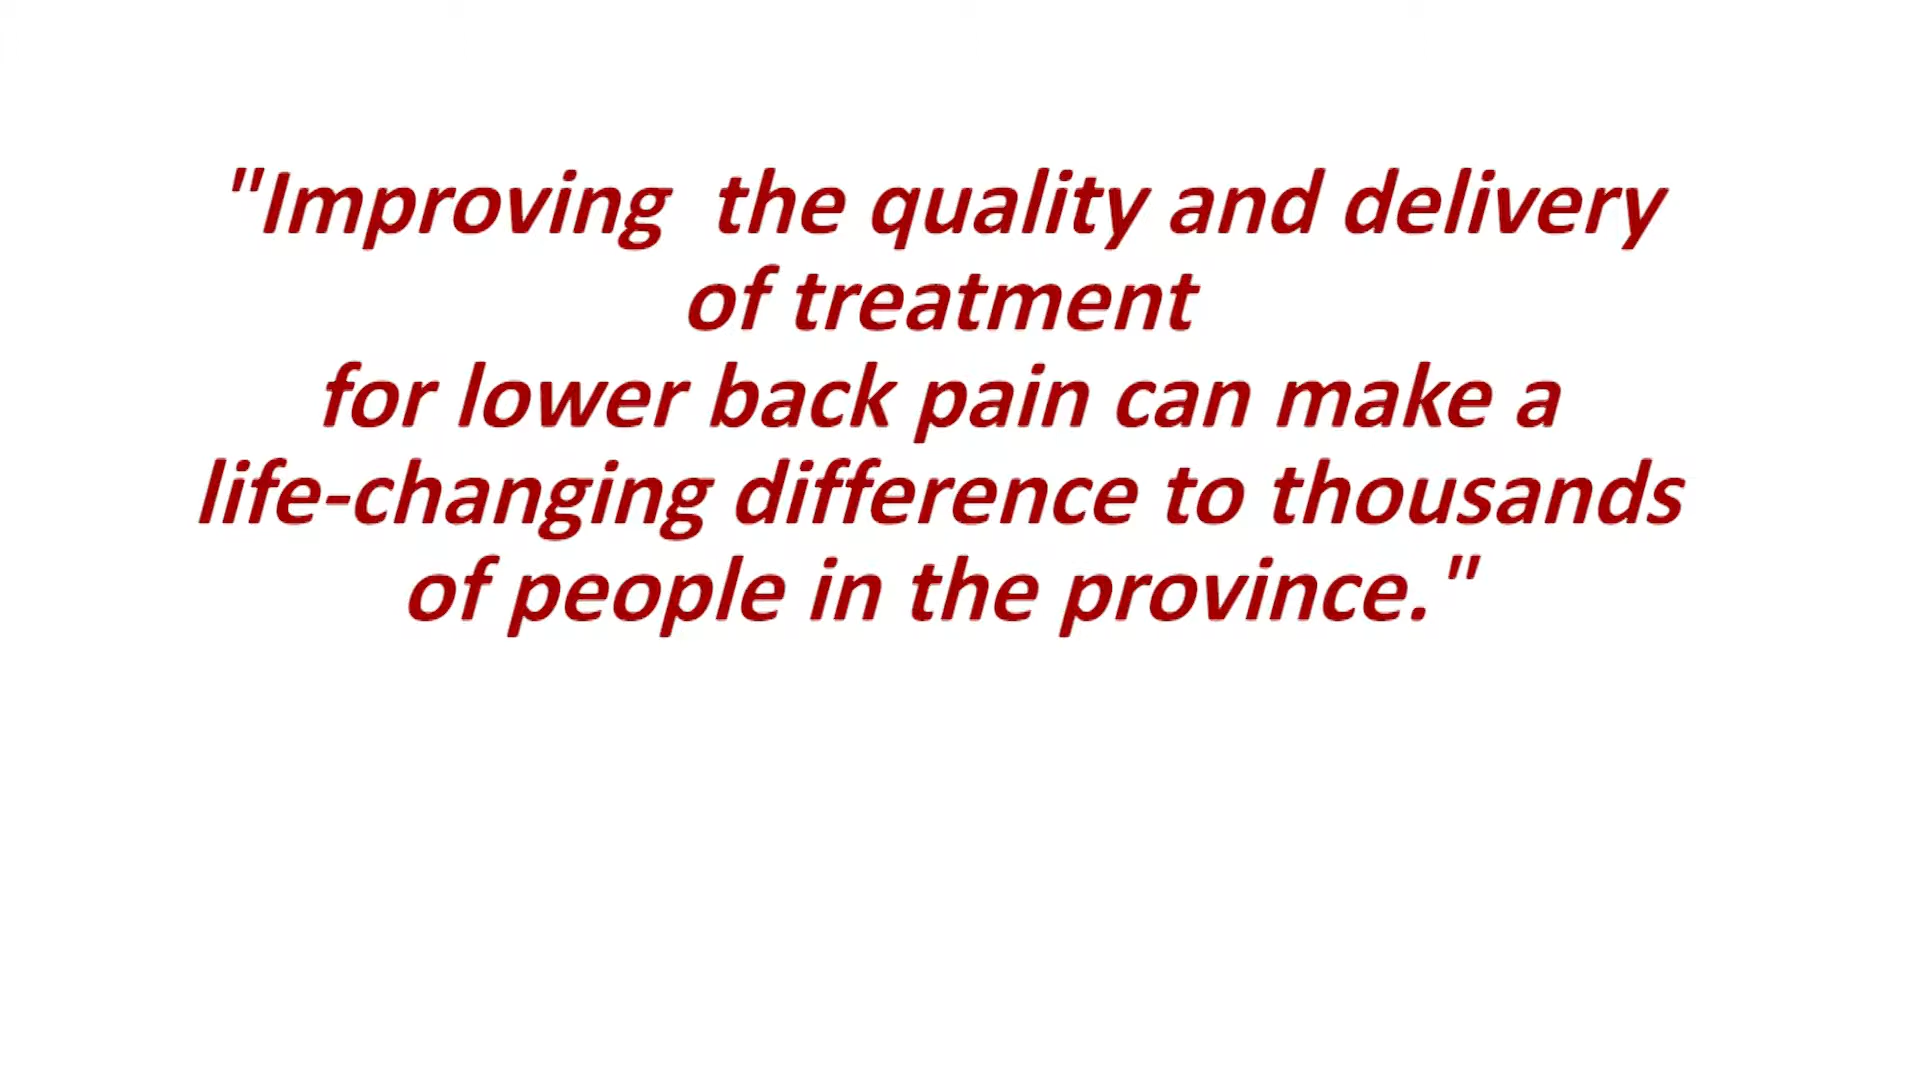 "Improving  the quality and delivery
of treatment
for lower back pain can make a
life-changing difference to thousands
of people in the province."